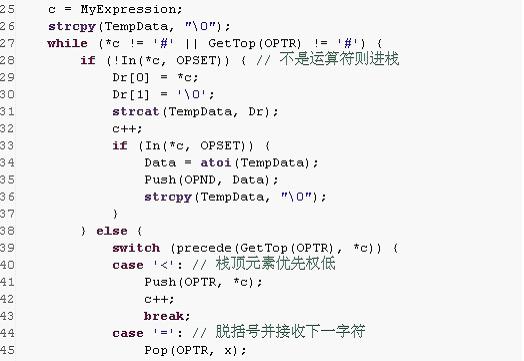 25 c = MyExpression;
26 strcpy(TempData, "\0");
27 while (*c != '#' || GetTop(OPTR) != '#') {
28 if (!In(*c, OPSET)) { // 不是运算符则进栈
29 Dr[0] = *c;
30 Dr[1] = '\0';
31 strcat(TempData, Dr);
32 c++;
33 if (In(*c, OPSET)) {
34 Data = atoi(TempData);
35 Push(OPND, Data);
36 strcpy(TempData, "\0");
37 }
38 } else {
39 switch (precede(GetTop(OPTR), *c)) {
40 case '<': // 栈顶元素优先权低
41 Push(OPTR, *c);
42 c++;
43 break;
44 case '=': // 脱括号并接收下一字符
45 Pop(OPTR, x);